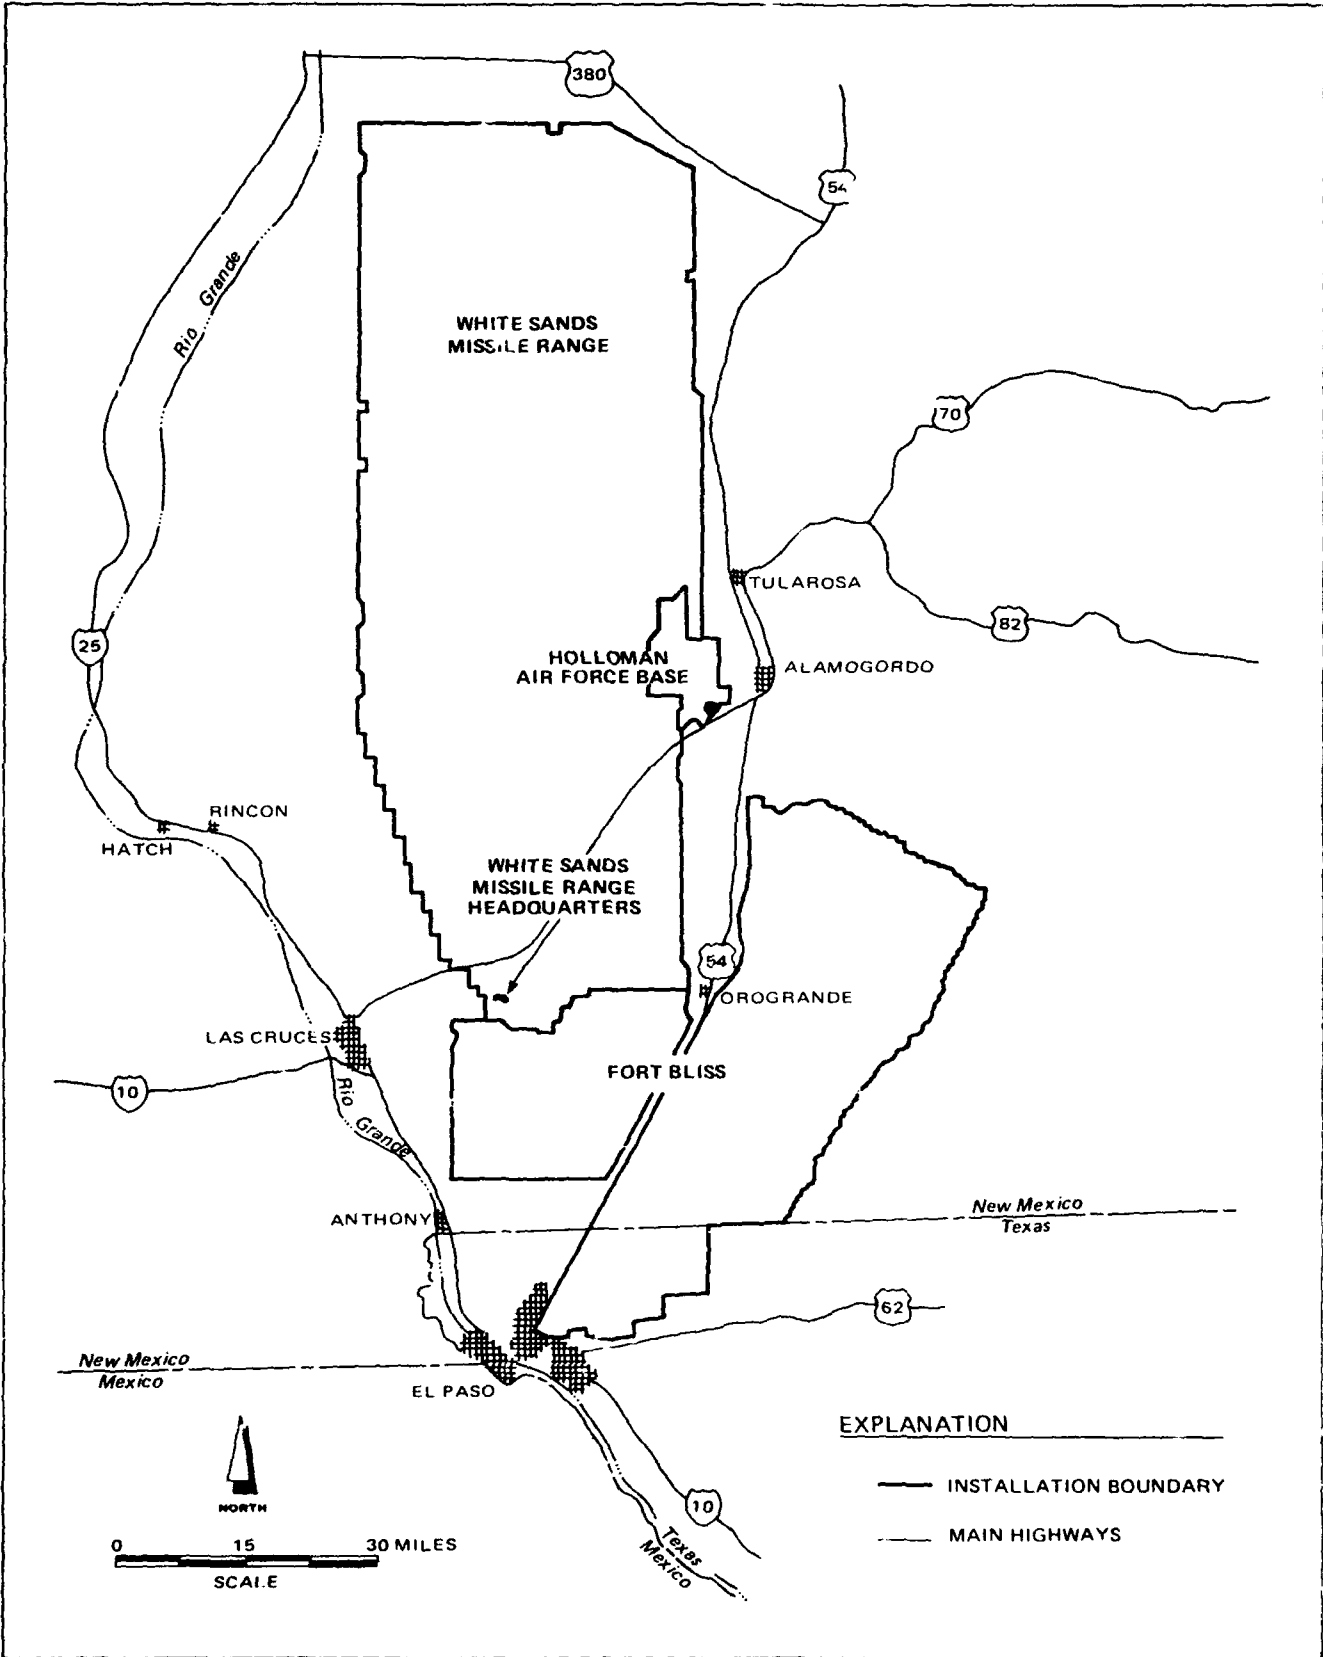 380
54
Rio Grande
WHITE SANDS
MISSILE RANGE
70
TULAROSA
82
25
HOLLOMAN
AIR FORCE BASE
ALAMOGORDO
RINCON
HATCH
WHITE SANDS
MISSILE RANGE
HEADQUARTERS
54
OROGRANDE
LAS CRUCES
FORT BLISS
10
Rio Grande
ANTHONY
New Mexico
Texas
62
New Mexico
Mexico
EL PASO
EXPLANATION
INSTALLATION BOUNDARY
MAIN HIGHWAYS
NORTH
10
0 15 30 MILES
SCALE
Texas
Mexico